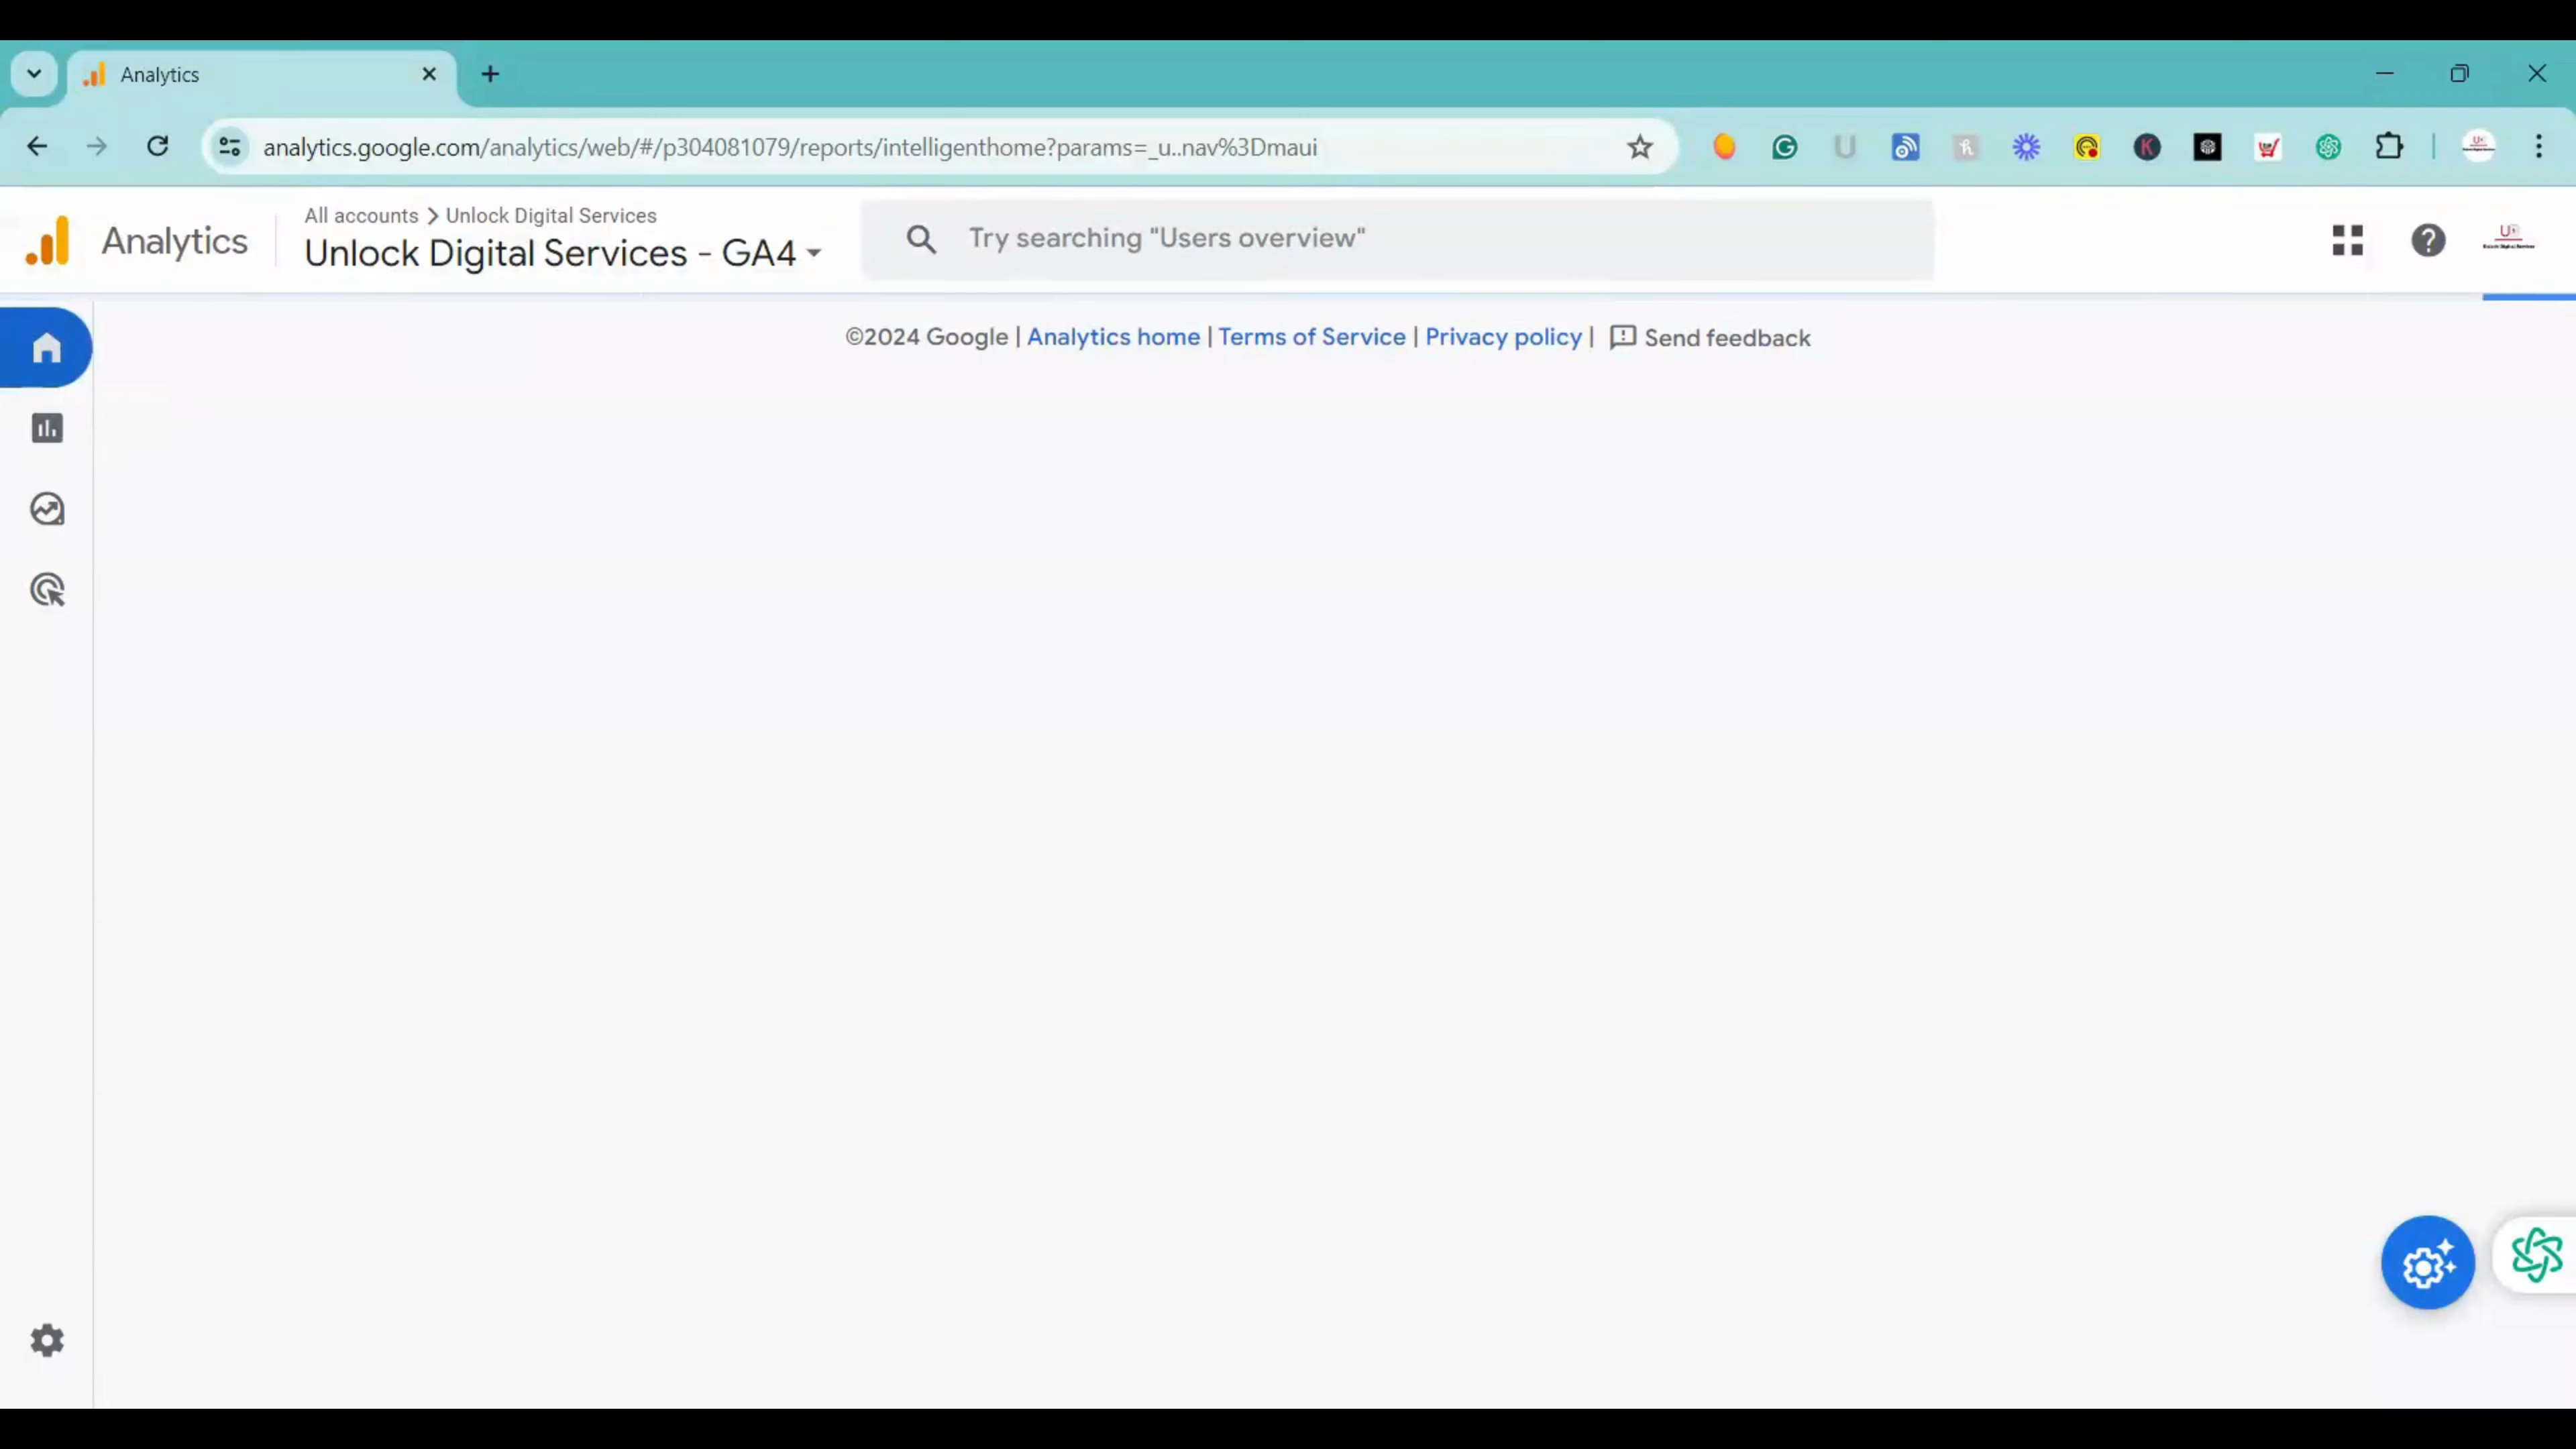 Analytics
analytics.google.com/analytics/web/#/p304081079/reports/intelligenthome?params=_u..nav%3Dmaui
Analytics
All accounts > Unlock Digital Services
Unlock Digital Services - GA4
Try searching "Users overview"
©2024 Google | Analytics home | Terms of Service | Privacy policy | Send feedback